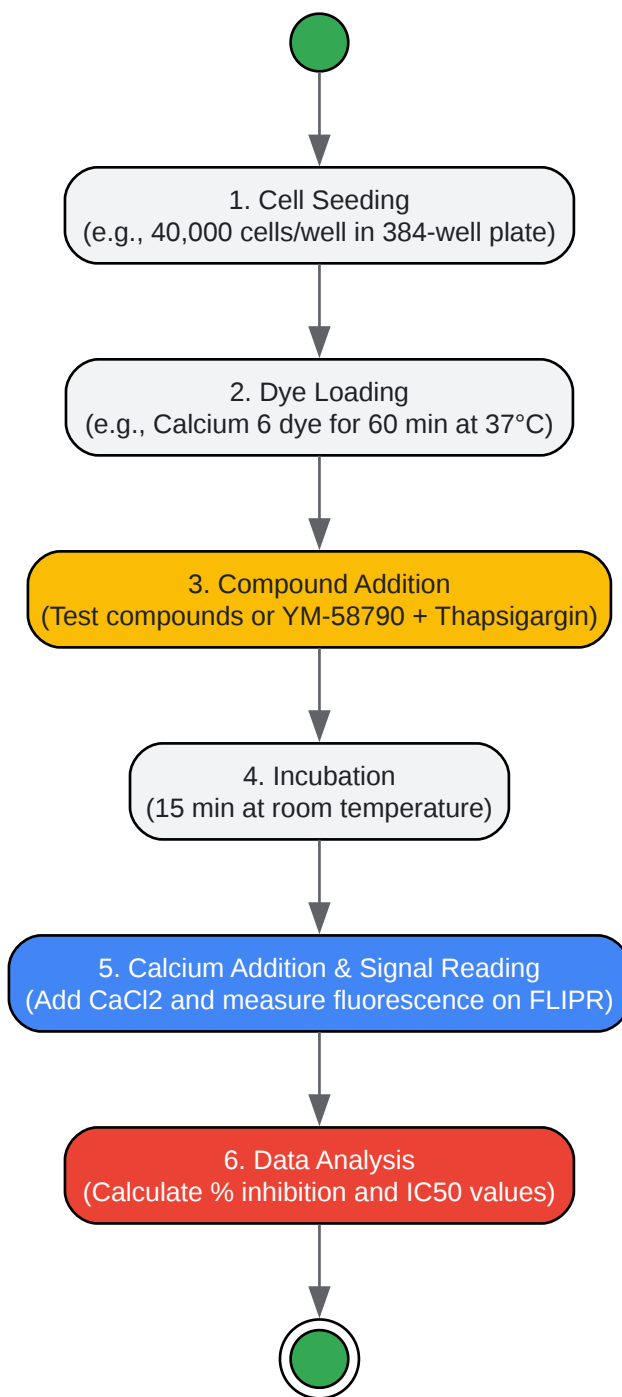 1. Cell Seeding
(e.g., 40,000 cells/well in 384-well plate)
2. Dye Loading
(e.g., Calcium 6 dye for 60 min at 37°C)
3. Compound Addition
(Test compounds or YM-58790 + Thapsigargin)
4. Incubation
(15 min at room temperature)
5. Calcium Addition & Signal Reading
(Add CaCl2 and measure fluorescence on FLIPR)
6. Data Analysis
(Calculate % inhibition and IC50 values)